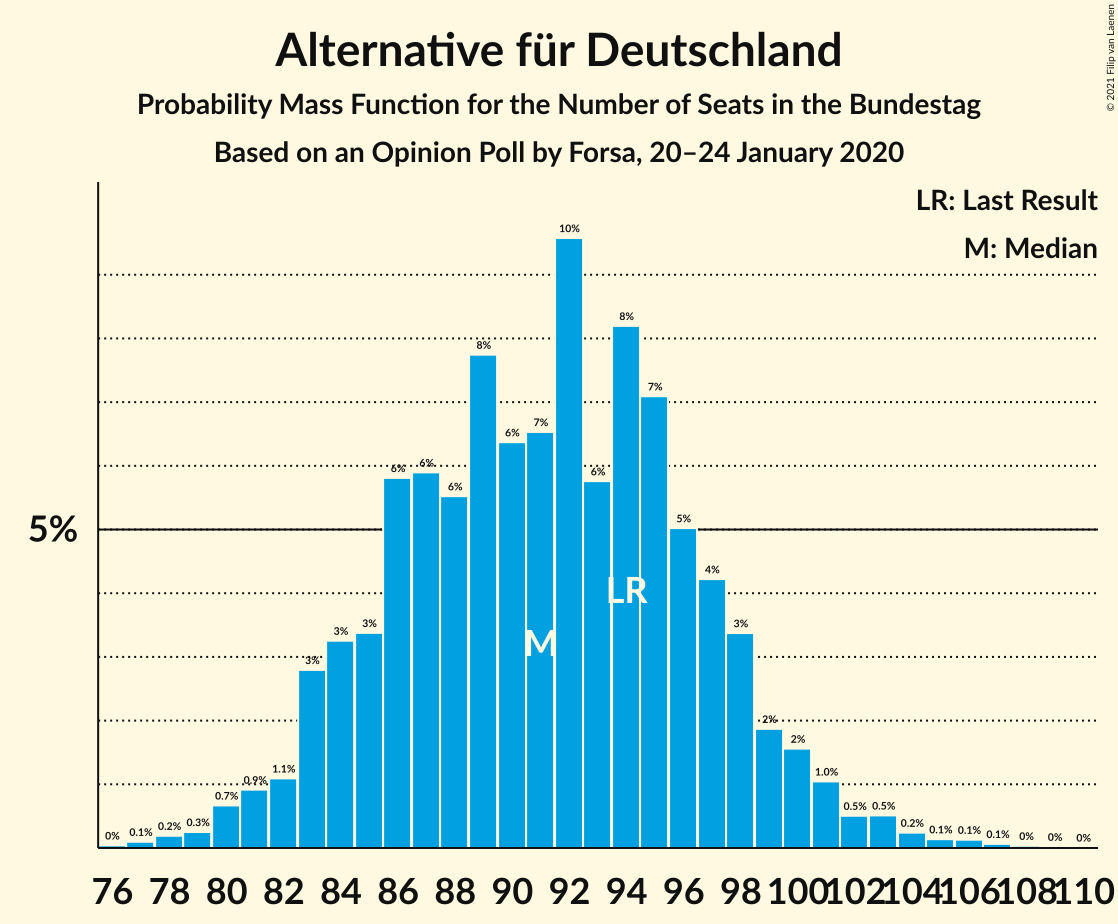 Alternative für Deutschland
Probability Mass Function for the Number of Seats in the Bundestag
Based on an Opinion Poll by Forsa, 20–24 January 2020
© 2021 Filip van Laenen
LR: Last Result
M: Median
5%
0% 0.1% 0.2% 0.3% 0.7% 0.9% 1.1% 3% 3% 3% 6% 6% 6% 8% 6% 7% 10% 6% 8% 7% 5% 4% 3% 2% 2% 1.0% 0.5% 0.5% 0.2% 0.1% 0.1% 0.1% 0% 0% 0%
LR
M
76 78 80 82 84 86 88 90 92 94 96 98 100 102 104 106 108 110